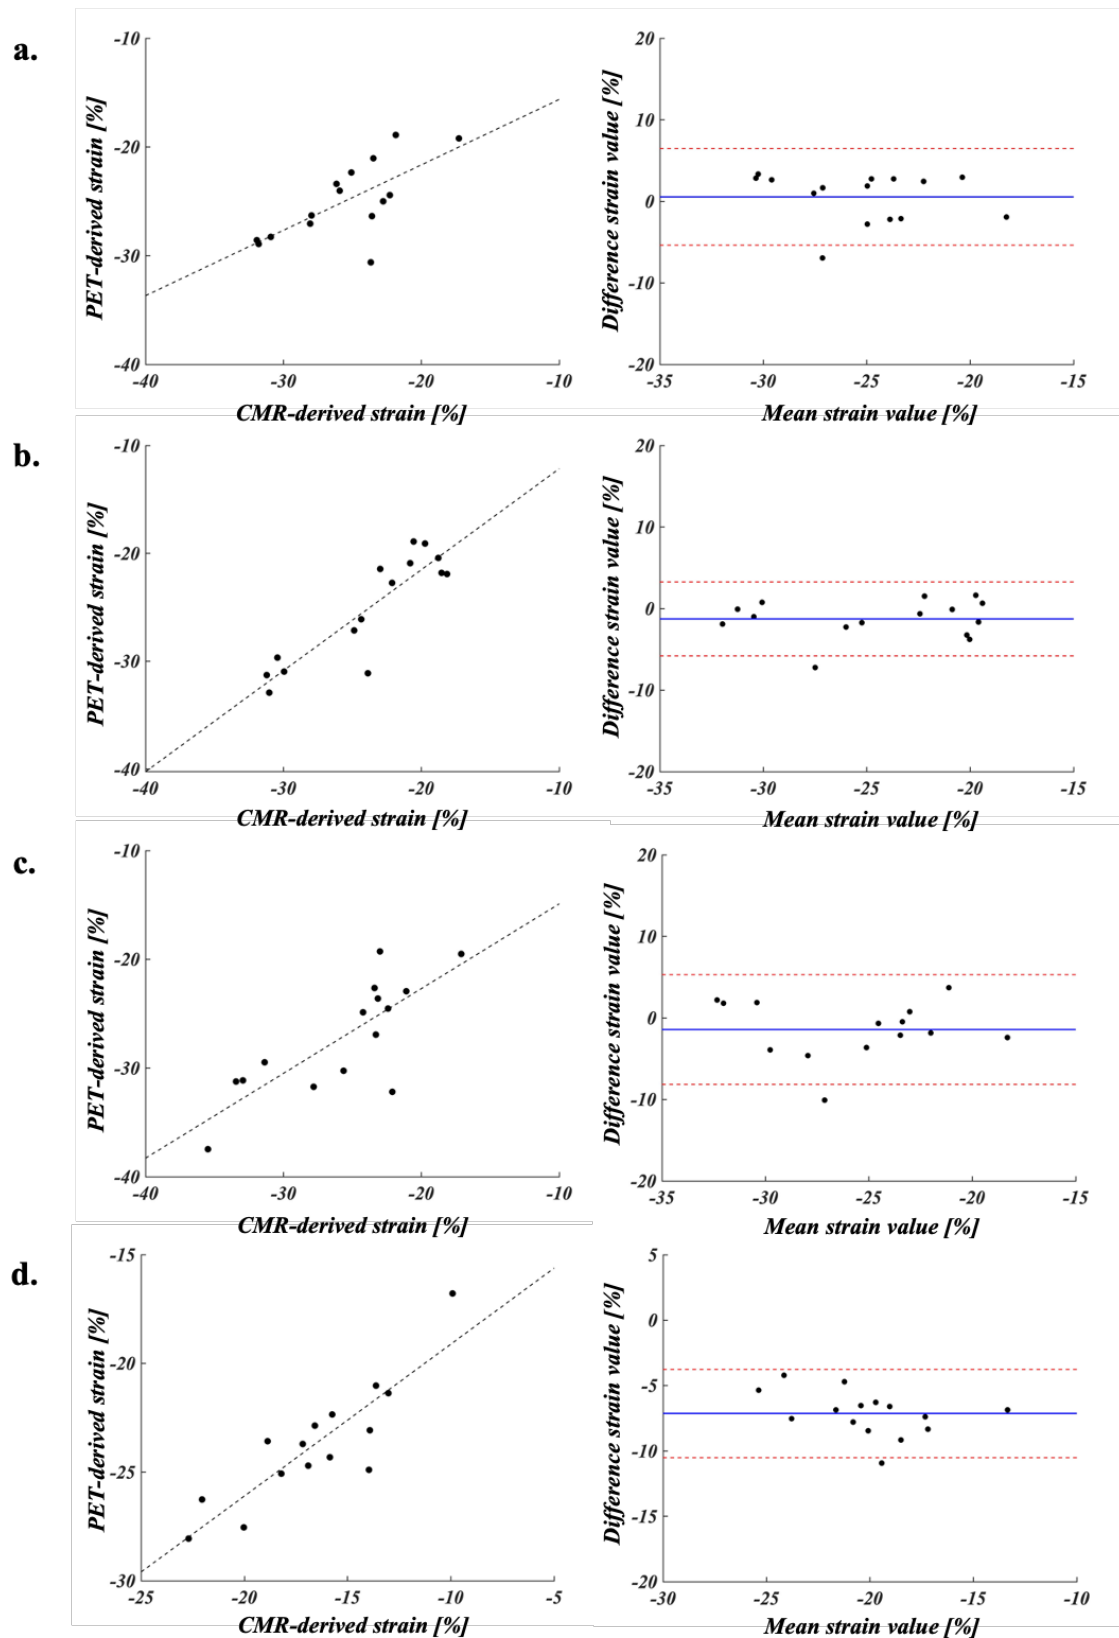 a.
PET-derived strain [%]
-10
-20
-30
-40
-40 -30 -20 -10
CMR-derived strain [%]
Difference strain value [%]
20
10
0
-10
-20
-35 -30 -25 -20 -15
Mean strain value [%]
b.
PET-derived strain [%]
-10
-20
-30
-40
-40 -30 -20 -10
CMR-derived strain [%]
Difference strain value [%]
20
10
0
-10
-20
-35 -30 -25 -20 -15
Mean strain value [%]
c.
PET-derived strain [%]
-10
-20
-30
-40
-40 -30 -20 -10
CMR-derived strain [%]
Difference strain value [%]
20
10
0
-10
-20
-35 -30 -25 -20 -15
Mean strain value [%]
d.
PET-derived strain [%]
-15
-20
-25
-30
-25 -20 -15 -10 -5
CMR-derived strain [%]
Difference strain value [%]
5
0
-5
-10
-15
-20
-30 -25 -20 -15 -10
Mean strain value [%]